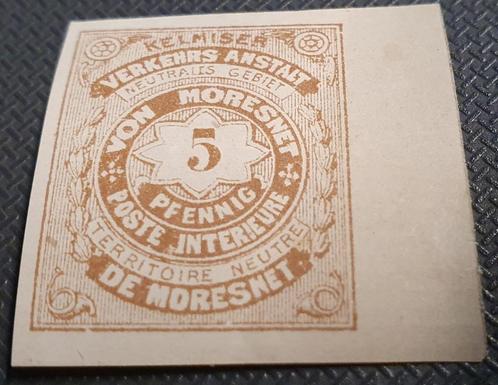 KELMISER
VERKEHRS ANSTALT
NEUTRALES GEBIET
VON MORESNET
5
PFENNIG
POSTE INTERIEURE
TERRITOIRE NEUTRE
DE MORESNET